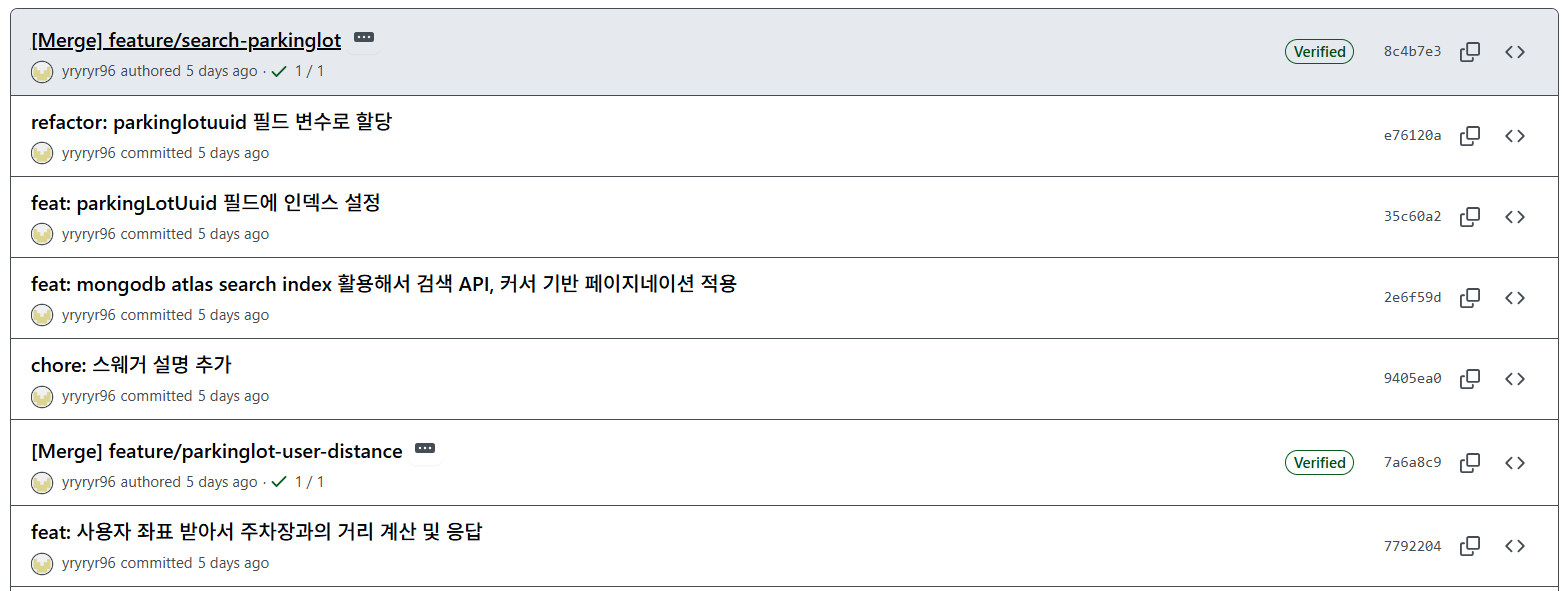 [Merge] feature/search-parkinglot
yryryr96 authored 5 days ago · 1 / 1
Verified
8c4b7e3
refactor: parkinglotuuid 필드 변수로 할당
yryryr96 committed 5 days ago
e76120a
feat: parkingLotUuid 필드에 인덱스 설정
yryryr96 committed 5 days ago
35c60a2
feat: mongodb atlas search index 활용해서 검색 API, 커서 기반 페이지네이션 적용
yryryr96 committed 5 days ago
2e6f59d
chore: 스웨거 설명 추가
yryryr96 committed 5 days ago
9405ea0
[Merge] feature/parkinglot-user-distance
yryryr96 authored 5 days ago · 1 / 1
Verified
7a6a8c9
feat: 사용자 좌표 받아서 주차장과의 거리 계산 및 응답
yryryr96 committed 5 days ago
7792204